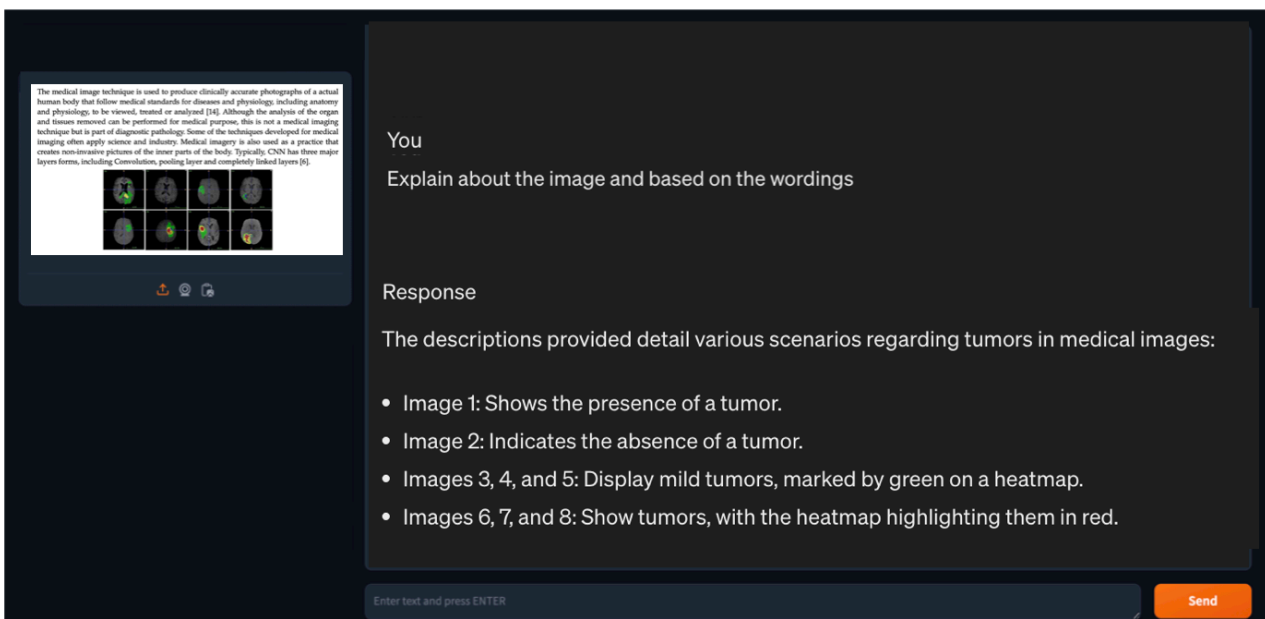 The medical image technique is used to produce clinically accurate photographs of a actual
human body that follow medical standards for diseases and physiology, including anatomy
and physiology, to be viewed, treated or analyzed [14]. Although the analysis of the organ
and tissues removed can be performed for medical purpose, this is not a medical imaging
technique but is part of diagnostic pathology. Some of the techniques developed for medical
imaging often apply science and industry. Medical imagery is also used as a practice that
creates non-invasive pictures of the inner parts of the body. Typically, CNN has three major
layers forms, including Convolution, pooling layer and completely linked layers [6].
You
Explain about the image and based on the wordings
Response
The descriptions provided detail various scenarios regarding tumors in medical images:
• Image 1: Shows the presence of a tumor.
• Image 2: Indicates the absence of a tumor.
• Images 3, 4, and 5: Display mild tumors, marked by green on a heatmap.
• Images 6, 7, and 8: Show tumors, with the heatmap highlighting them in red.
Enter text and press ENTER
Send